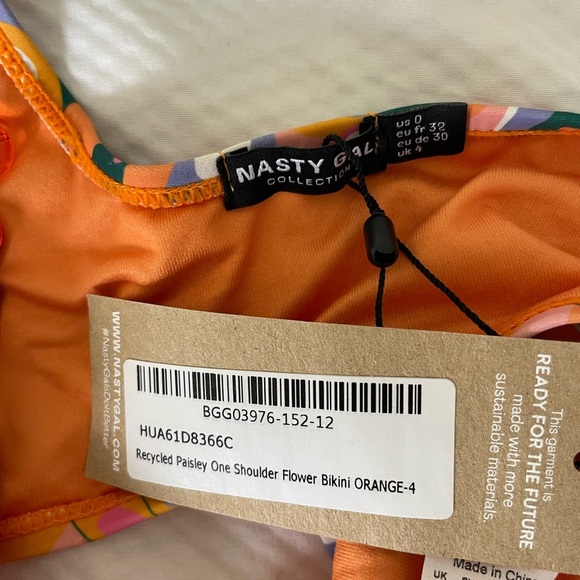 NASTY GAL
COLLECTION
us 0
eu fr 32
eu de 30
uk 4
WWW.NASTYGAL.COM
#NastyGalsDoItBetter
BGG03976-152-12
HUA61D8366C
Recycled Paisley One Shoulder Flower Bikini ORANGE-4
This garment is
READY FOR THE FUTURE
made with more
sustainable materials.
Made in China
UK